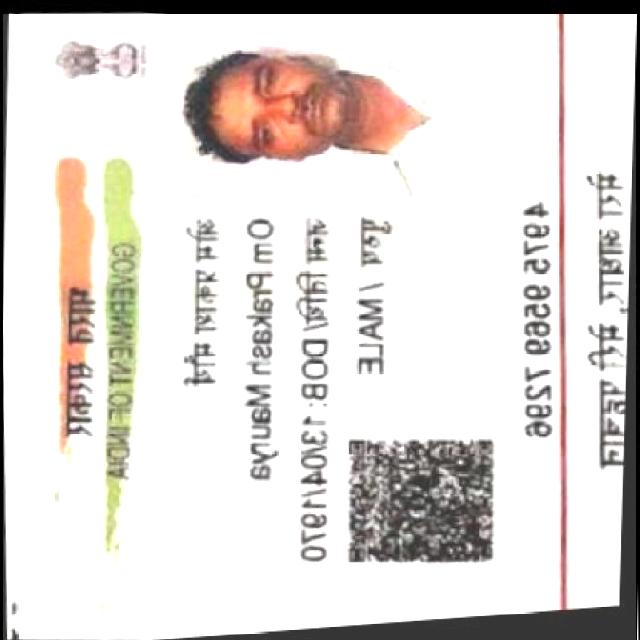 भारत सरकार
GOVERNMENT OF INDIA
ओम प्रकाश मौर्य
Om Prakash Maurya
जन्म तिथि/ DOB: 13/04/1970
पुरुष / MALE
4975 9569 7296
मेरा आधार, मेरी पहचान